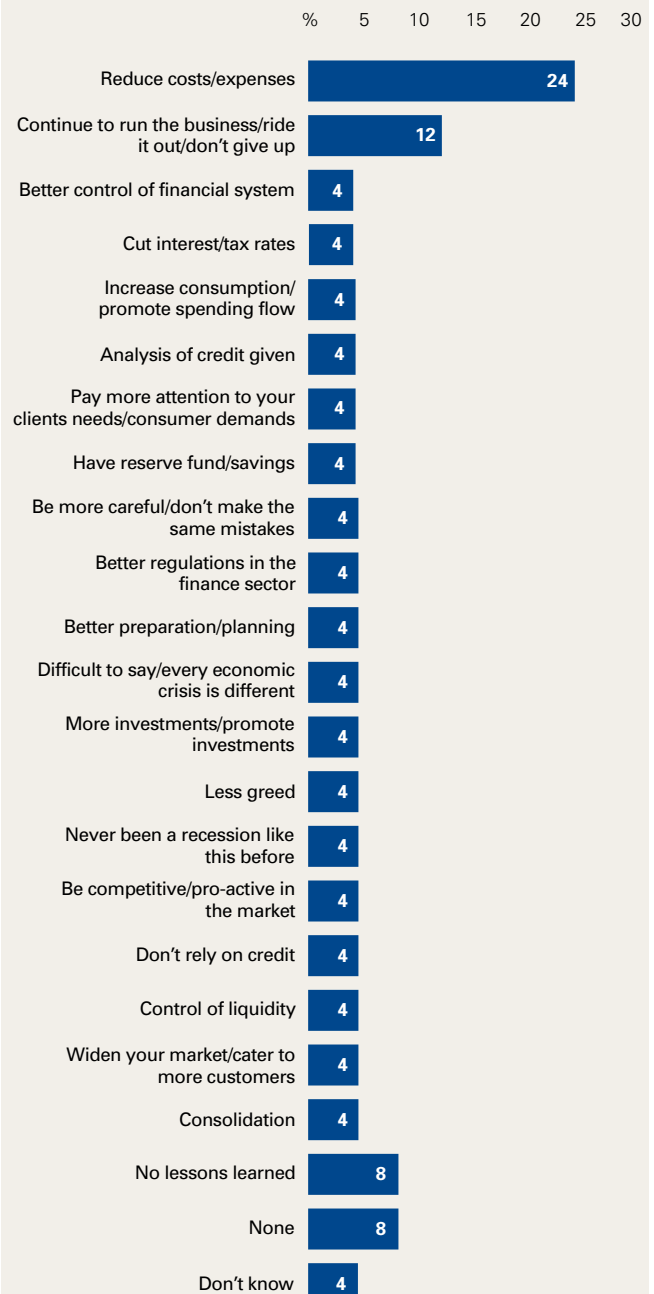 % 5 10 15 20 25 30
Reduce costs/expenses 24
Continue to run the business/ride
it out/don't give up 12
Better control of financial system 4
Cut interest/tax rates 4
Increase consumption/
promote spending flow 4
Analysis of credit given 4
Pay more attention to your
clients needs/consumer demands 4
Have reserve fund/savings 4
Be more careful/don't make the
same mistakes 4
Better regulations in the
finance sector 4
Better preparation/planning 4
Difficult to say/every economic
crisis is different 4
More investments/promote
investments 4
Less greed 4
Never been a recession like
this before 4
Be competitive/pro-active in
the market 4
Don't rely on credit 4
Control of liquidity 4
Widen your market/cater to
more customers 4
Consolidation 4
No lessons learned 8
None 8
Don't know 4